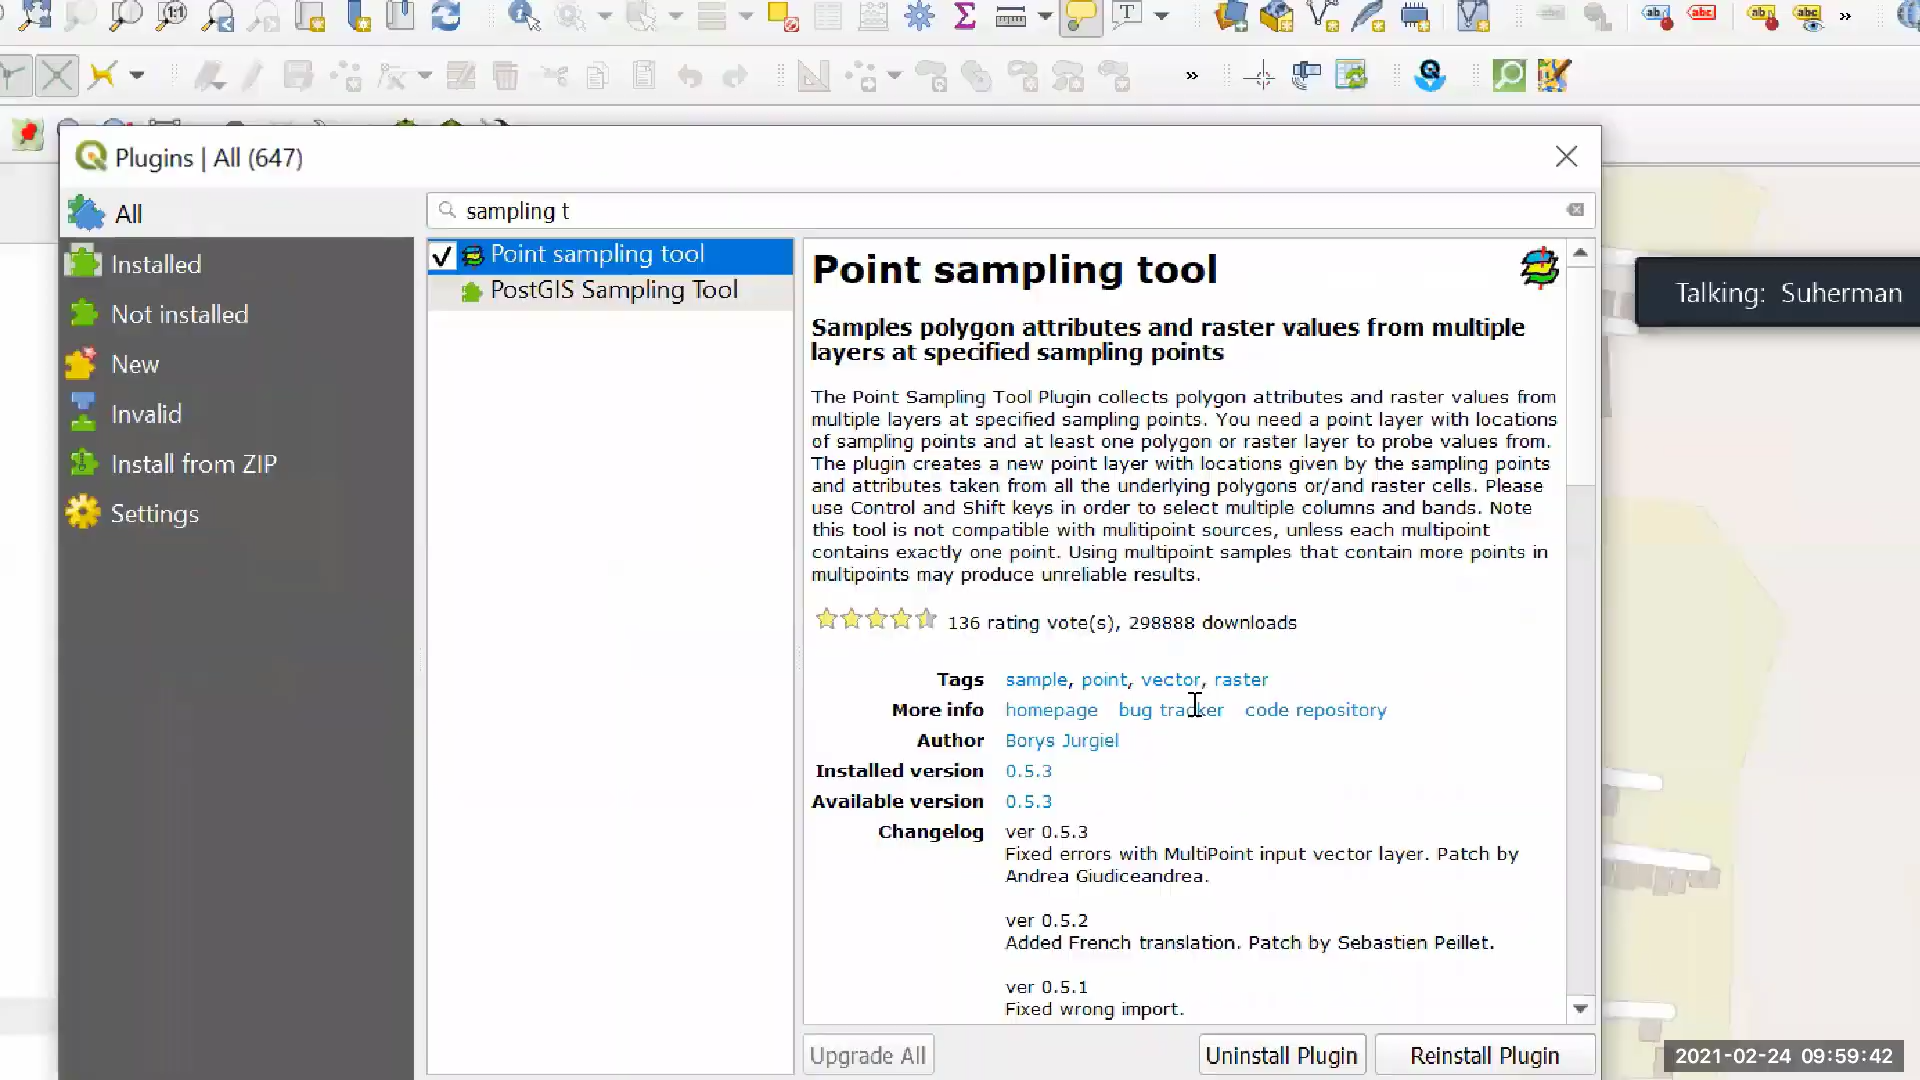 Plugins | All (647)
All
Installed
Not installed
New
Invalid
Install from ZIP
Settings
sampling t
Point sampling tool
PostGIS Sampling Tool
Point sampling tool
Samples polygon attributes and raster values from multiple
layers at specified sampling points
The Point Sampling Tool Plugin collects polygon attributes and raster values from
multiple layers at specified sampling points. You need a point layer with locations
of sampling points and at least one polygon or raster layer to probe values from.
The plugin creates a new point layer with locations given by the sampling points
and attributes taken from all the underlying polygons or/and raster cells. Please
use Control and Shift keys in order to select multiple columns and bands. Note
this tool is not compatible with mulitipoint sources, unless each multipoint
contains exactly one point. Using multipoint samples that contain more points in
multipoints may produce unreliable results.
136 rating vote(s), 298888 downloads
Tags sample, point, vector, raster
More info homepage bug tracker code repository
Author Borys Jurgiel
Installed version 0.5.3
Available version 0.5.3
Changelog ver 0.5.3
Fixed errors with MultiPoint input vector layer. Patch by
Andrea Giudiceandrea.
ver 0.5.2
Added French translation. Patch by Sebastien Peillet.
ver 0.5.1
Fixed wrong import.
Upgrade All Uninstall Plugin Reinstall Plugin
Talking: Suherman
2021-02-24 09:59:42